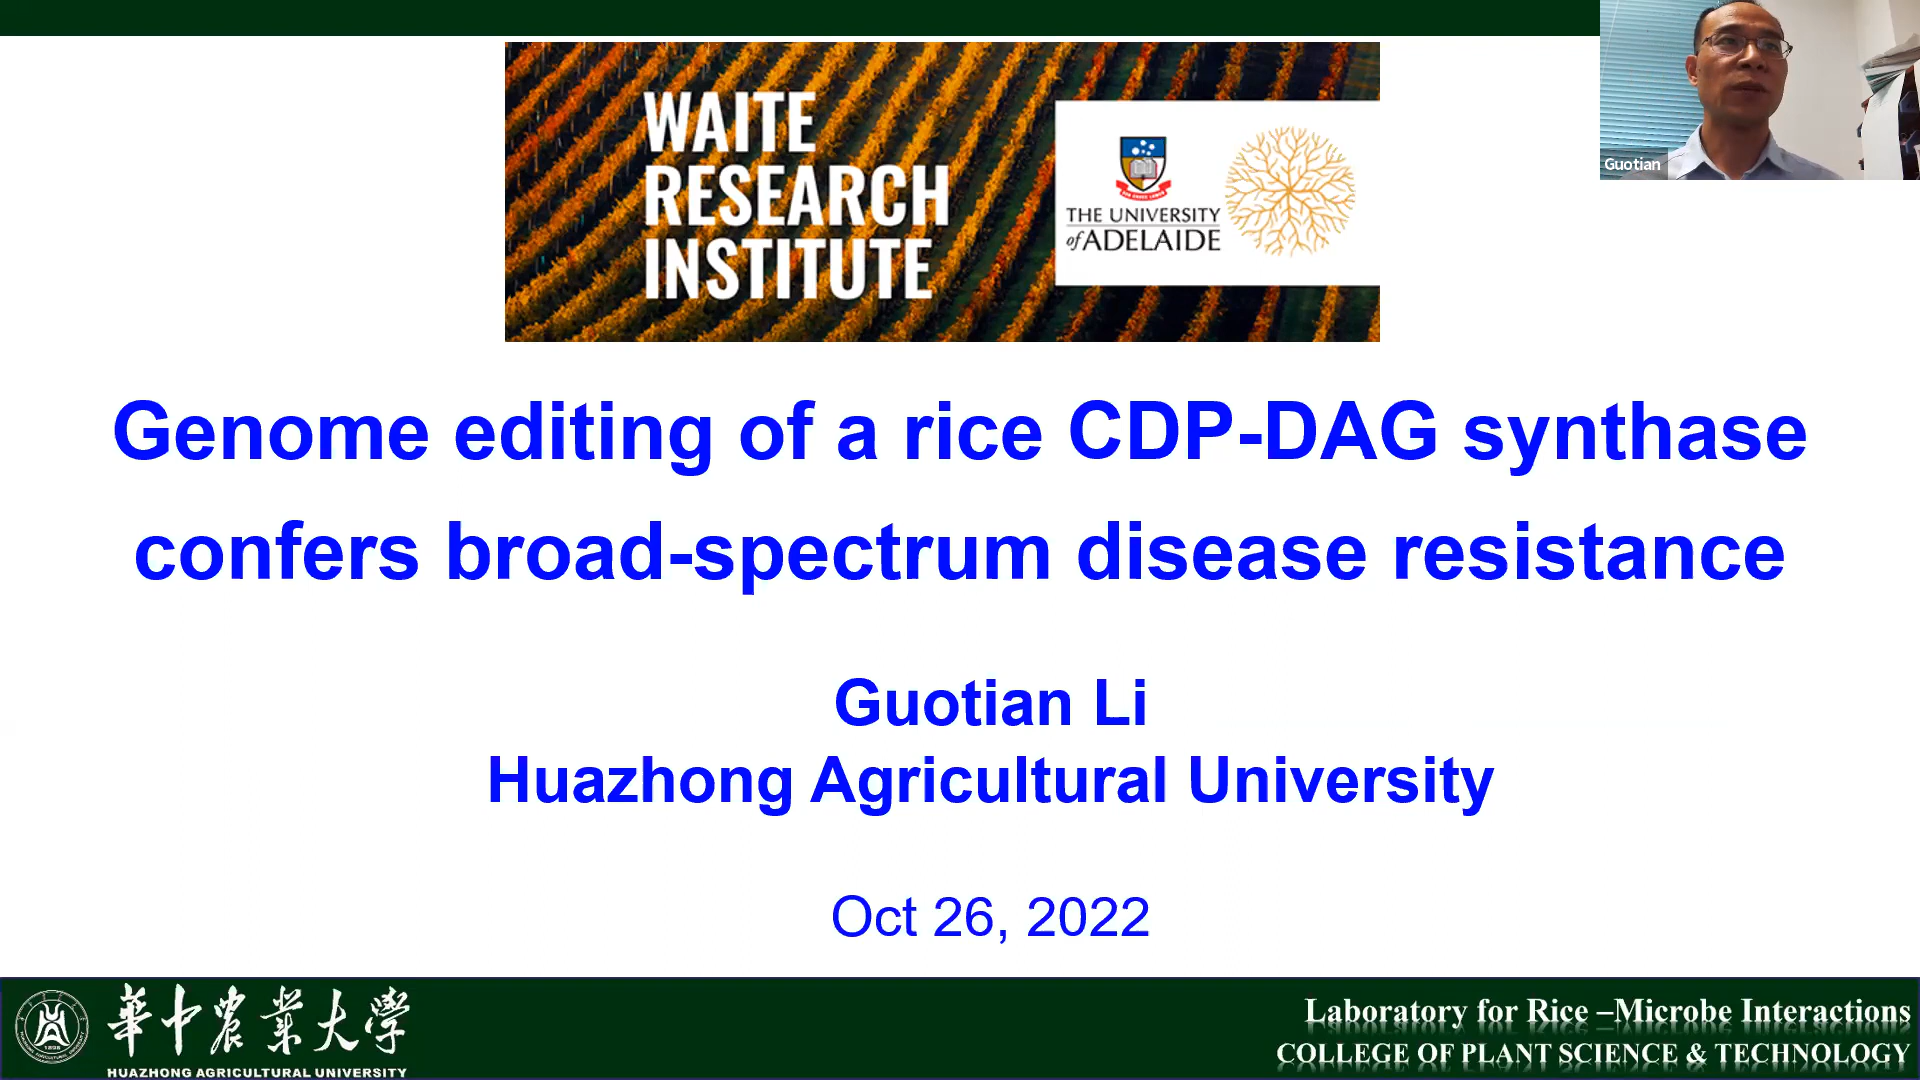 WAITE
RESEARCH
INSTITUTE
THE UNIVERSITY
of ADELAIDE
Guotian
Genome editing of a rice CDP-DAG synthase
confers broad-spectrum disease resistance
Guotian Li
Huazhong Agricultural University
Oct 26, 2022
華中农業大學
HUAZHONG AGRICULTURAL UNIVERSITY
Laboratory for Rice –Microbe Interactions
COLLEGE OF PLANT SCIENCE & TECHNOLOGY